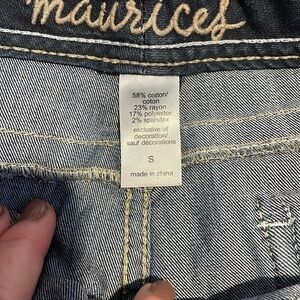 maurices
58% cotton/
coton
23% rayon
17% polyester
2% spandex
exclusive of
decoration/
sauf décorations
S
made in china